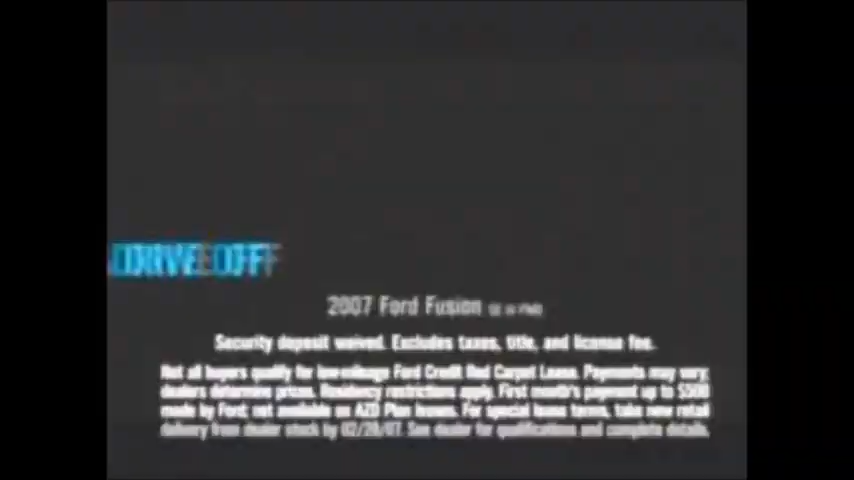 DRIVE OFF
2007 Ford Fusion
Security deposit waived. Excludes taxes, title, and license fee.
Not all buyers qualify for low-mileage Ford Credit Red Carpet Lease. Payments may vary;
dealers determine prices. Residency restrictions apply. First month's payment up to $500
made by Ford; not available on AZD Plan leases. For special lease terms, take new retail
delivery from dealer stock by 02/28/07. See dealer for qualifications and complete details.